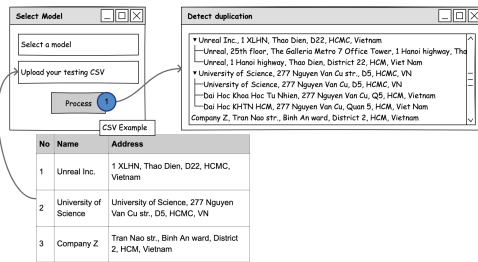 Select Model
Select a model
Upload your testing CSV
Process
1
CSV Example
Detect duplication
Unreal Inc., 1 XLHN, Thao Dien, D22, HCMC, Vietnam
Unreal, 25th floor, The Galleria Metro 7 Office Tower, 1 Hanoi highway, Tha
Unreal, 1 Hanoi highway, Thao Dien, District 22, HCM, Viet Nam
University of Science, 277 Nguyen Van Cu str., D5, HCMC, VN
University of Science, 277 Nguyen Van Cu str., D5, HCMC, VN
Dai Hoc Khoa Hoc Tu Nhien, 277 Nguyen Van Cu, Q5, HCM, Vietnam
Dai Hoc KHTN HCM, 277 Nguyen Van Cu, Quan 5, HCM, Viet Nam
Company Z, Tran Nao str., Binh An ward, District 2, HCM, Vietnam
No Name Address
1 Unreal Inc. 1 XLHN, Thao Dien, D22, HCMC,
Vietnam
2 University of Science University of Science, 277 Nguyen
Van Cu str., D5, HCMC, VN
3 Company Z Tran Nao str., Binh An ward, District
2, HCM, Vietnam